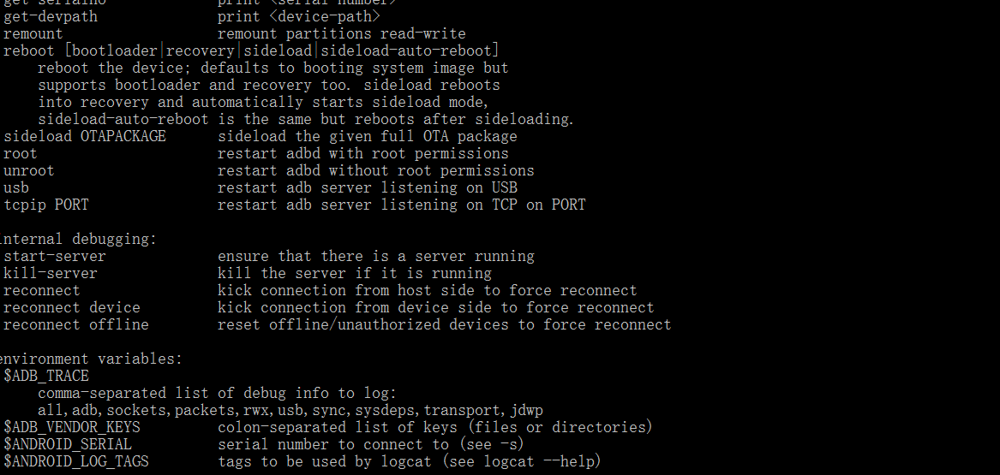 get-serialno print <serial-number>
get-devpath print <device-path>
remount remount partitions read-write
reboot [bootloader|recovery|sideload|sideload-auto-reboot]
reboot the device; defaults to booting system image but
supports bootloader and recovery too. sideload reboots
into recovery and automatically starts sideload mode,
sideload-auto-reboot is the same but reboots after sideloading.
sideload OTAPACKAGE sideload the given full OTA package
root restart adbd with root permissions
unroot restart adbd without root permissions
usb restart adb server listening on USB
tcpip PORT restart adb server listening on TCP on PORT
internal debugging:
start-server ensure that there is a server running
kill-server kill the server if it is running
reconnect kick connection from host side to force reconnect
reconnect device kick connection from device side to force reconnect
reconnect offline reset offline/unauthorized devices to force reconnect
environment variables:
$ADB_TRACE
comma-separated list of debug info to log:
all,adb,sockets,packets,rwx,usb,sync,sysdeps,transport,jdwp
$ADB_VENDOR_KEYS colon-separated list of keys (files or directories)
$ANDROID_SERIAL serial number to connect to (see -s)
$ANDROID_LOG_TAGS tags to be used by logcat (see logcat --help)